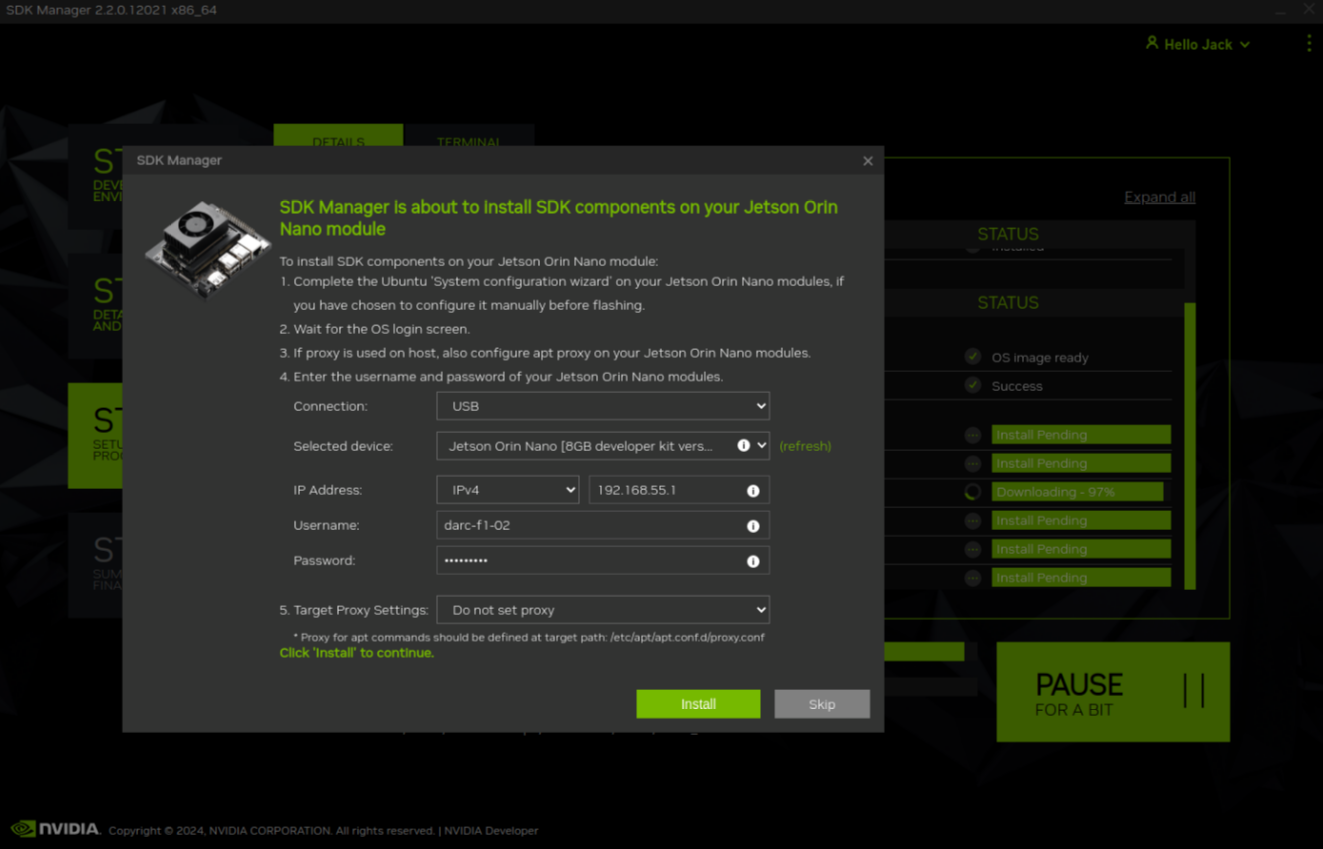 SDK Manager 2.2.0.12021 x86_64
Hello Jack
DETAILS TERMINAL
SDK Manager
Expand all
SDK Manager is about to install SDK components on your Jetson Orin
Nano module
STATUS
To install SDK components on your Jetson Orin Nano module:
1. Complete the Ubuntu 'System configuration wizard' on your Jetson Orin Nano modules, if
you have chosen to configure it manually before flashing.
2. Wait for the OS login screen.
3. If proxy is used on host, also configure apt proxy on your Jetson Orin Nano modules.
4. Enter the username and password of your Jetson Orin Nano modules.
Connection: USB
Selected device: Jetson Orin Nano [8GB developer kit vers... (refresh)
IP Address: IPv4 192.168.55.1
Username: darc-f1-02
Password: •••••••••
5. Target Proxy Settings: Do not set proxy
* Proxy for apt commands should be defined at target path: /etc/apt/apt.conf.d/proxy.conf
Click 'Install' to continue.
Install Skip
STATUS
OS image ready
Success
Install Pending
Install Pending
Downloading - 97%
Install Pending
Install Pending
Install Pending
PAUSE
FOR A BIT
NVIDIA. Copyright © 2024, NVIDIA CORPORATION. All rights reserved. | NVIDIA Developer